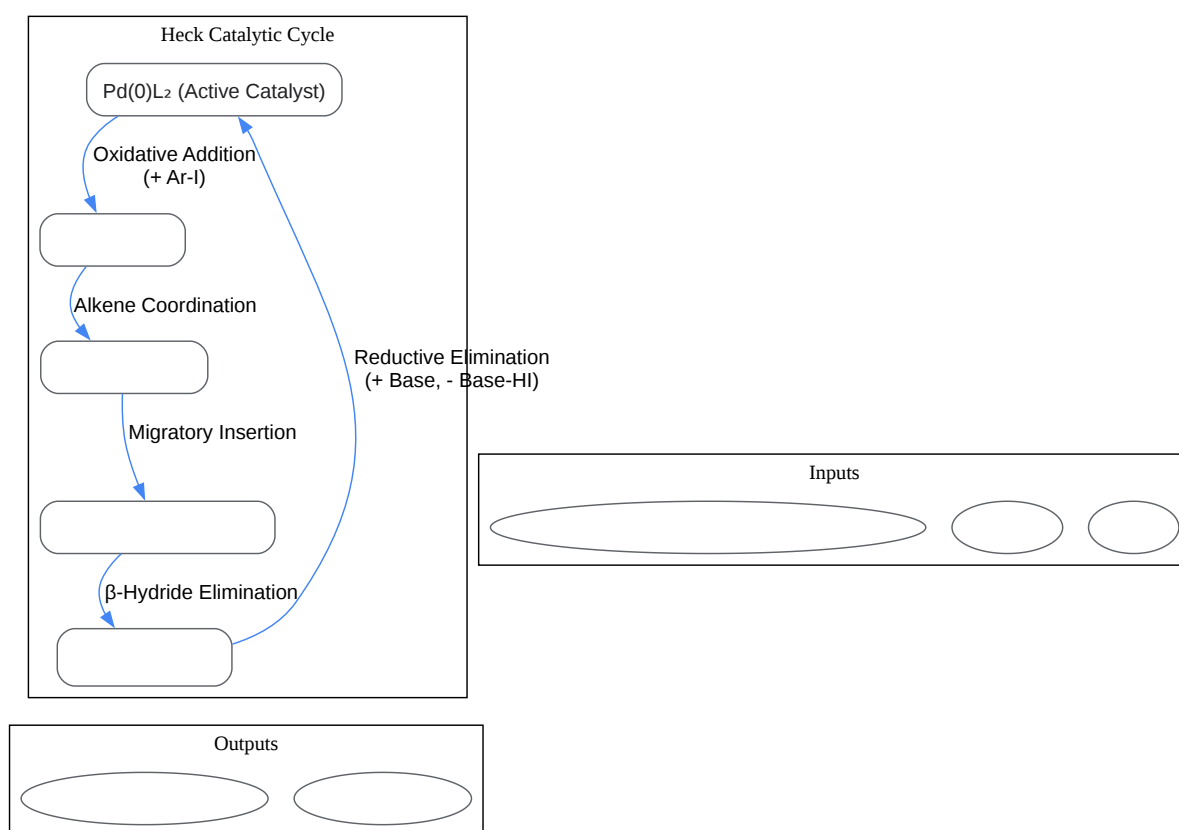 Heck Catalytic Cycle
Pd(0)L₂ (Active Catalyst)
Oxidative Addition
(+ Ar-I)
Alkene Coordination
Reductive Elimination
(+ Base, - Base-HI)
Migratory Insertion
β-Hydride Elimination
Inputs
Outputs